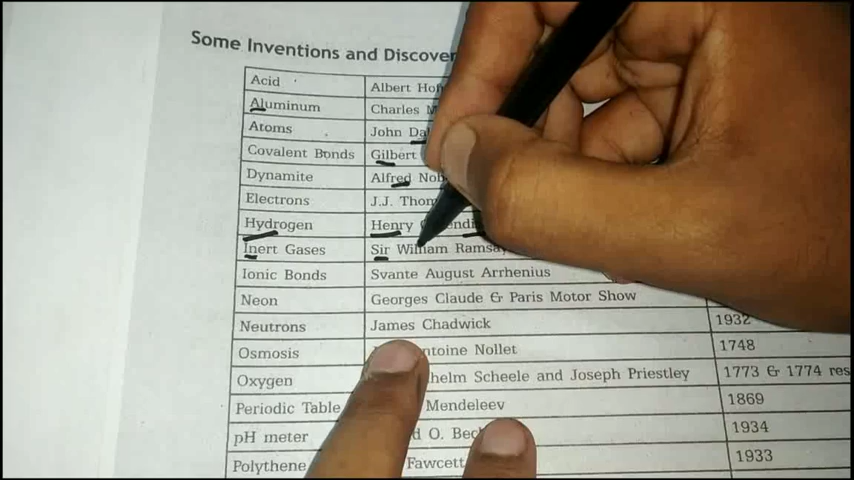 Some Inventions and Discover
Acid Albert Ho
Aluminum Charles M
Atoms John Da
Covalent Bonds Gilbert
Dynamite Alfred Nob
Electrons J.J. Thom
Hydrogen Henry
Inert Gases Sir William Ramsay
Ionic Bonds Svante August Arrhenius
Neon Georges Claude & Paris Motor Show
Neutrons James Chadwick 1932
Osmosis ntoine Nollet 1748
Oxygen helm Scheele and Joseph Priestley 1773 & 1774 res
Periodic Table Mendeleev 1869
pH meter d O. Bec 1934
Polythene Fawcett 1933